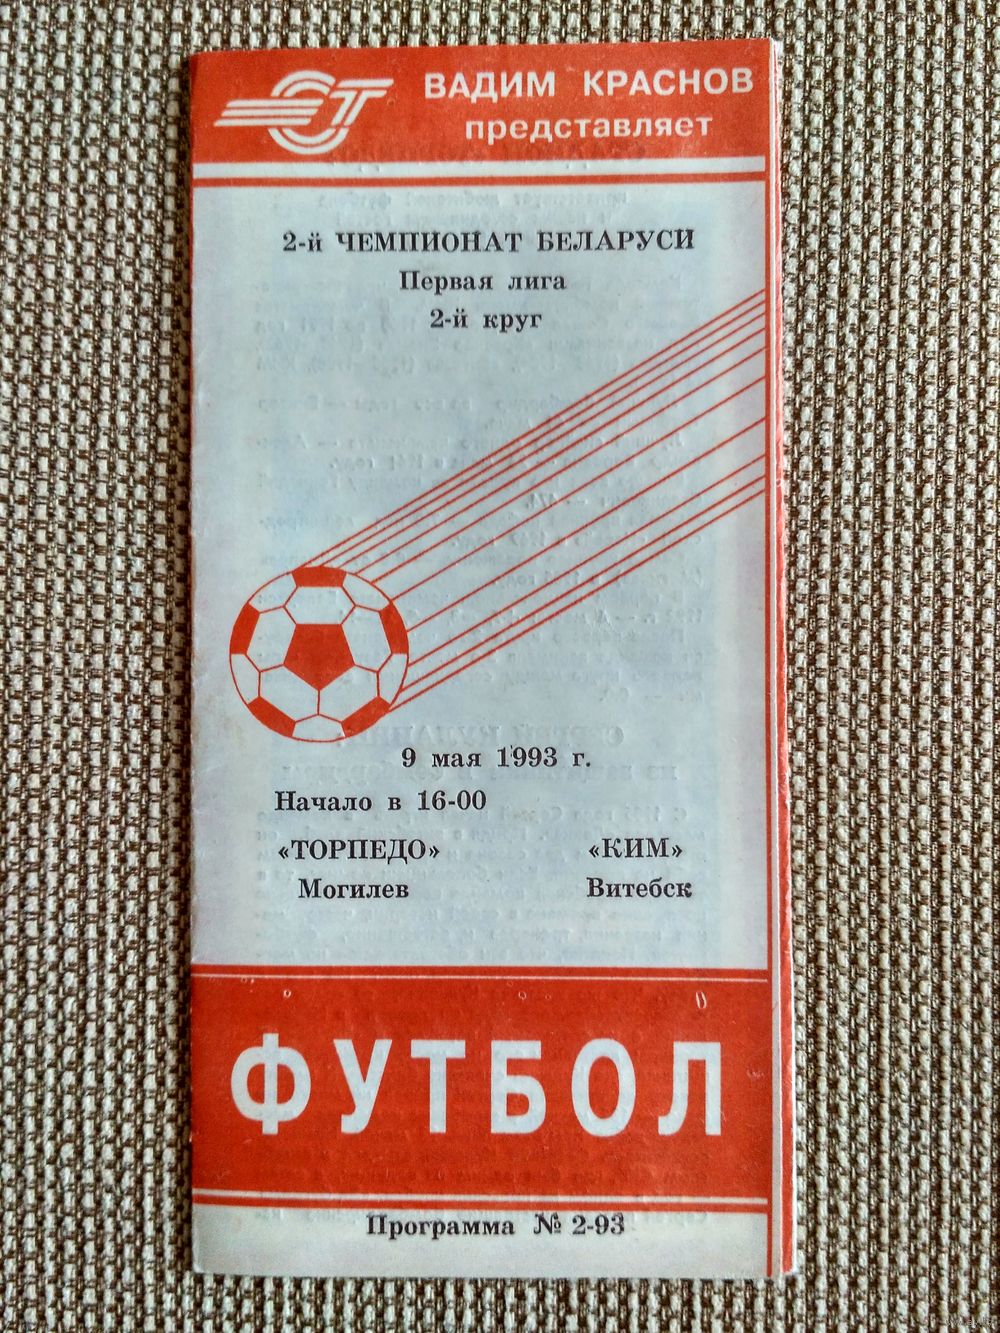 СТ ВАДИМ КРАСНОВ
представляет
2-й ЧЕМПИОНАТ БЕЛАРУСИ
Первая лига
2-й круг
9 мая 1993 г.
Начало в 16-00
«ТОРПЕДО» «КИМ»
Могилев Витебск
ФУТБОЛ
Программа № 2-93